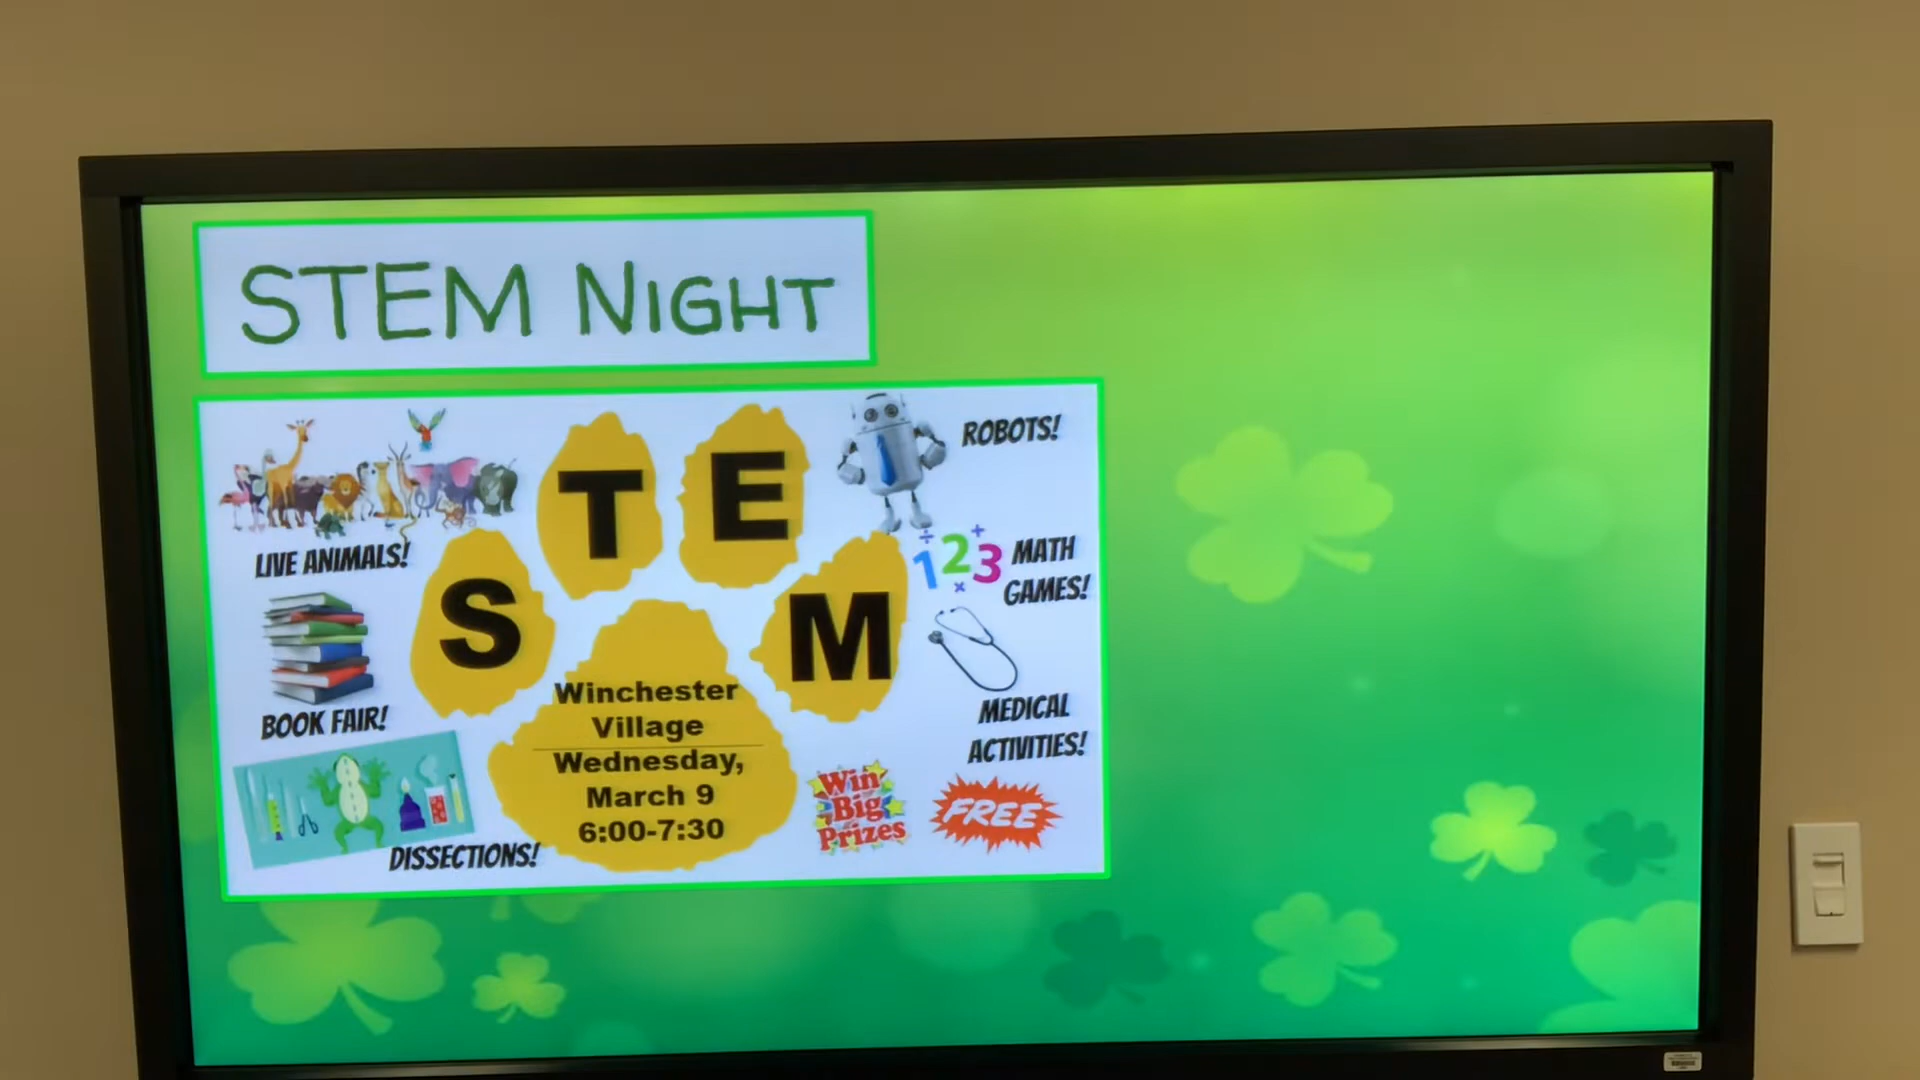 STEM NIGHT
LIVE ANIMALS!
BOOK FAIR!
DISSECTIONS!
S
T
E
M
Winchester
Village
Wednesday,
March 9
6:00-7:30
ROBOTS!
123
MATH
GAMES!
MEDICAL
ACTIVITIES!
Win
Big
Prizes
FREE